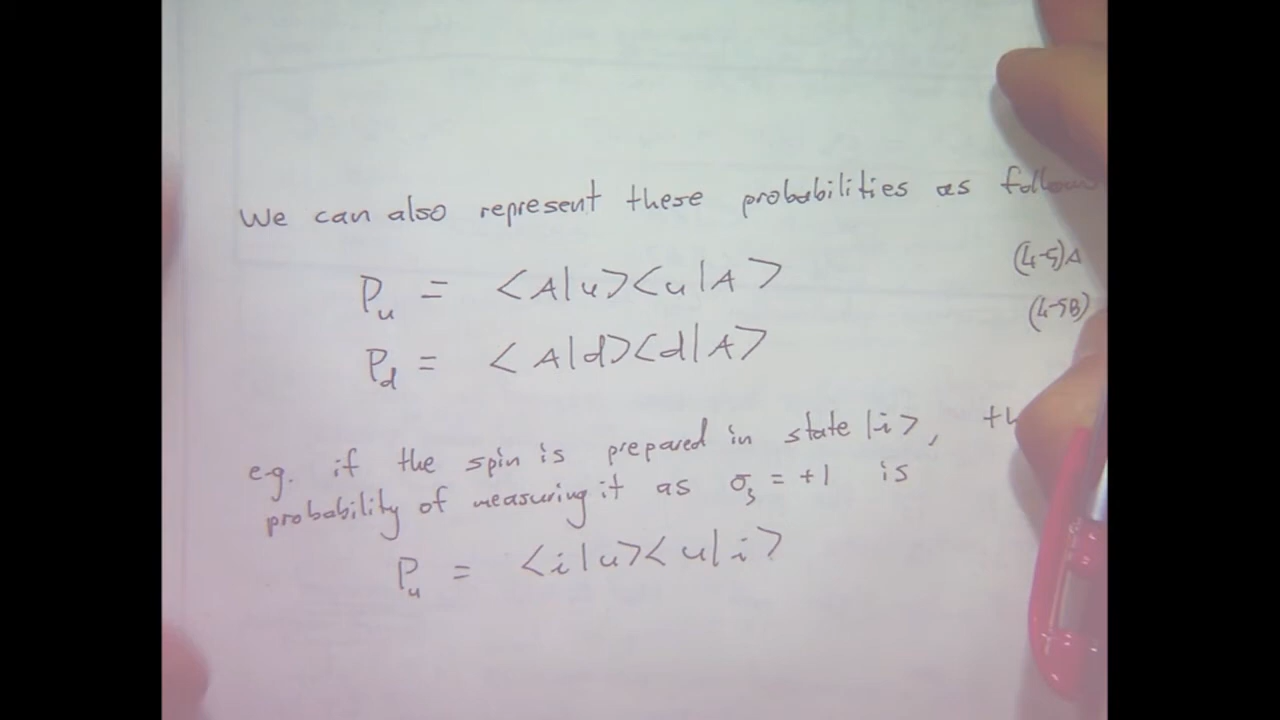 We can also represent these probabilities as
P_u = <A|u><u|A> (4-5)A
P_d = <A|d><d|A> (4-5B)
e.g. if the spin is prepared in state |i>,
probability of measuring it as σ_z = +1 is
P_u = <i|u><u|i>